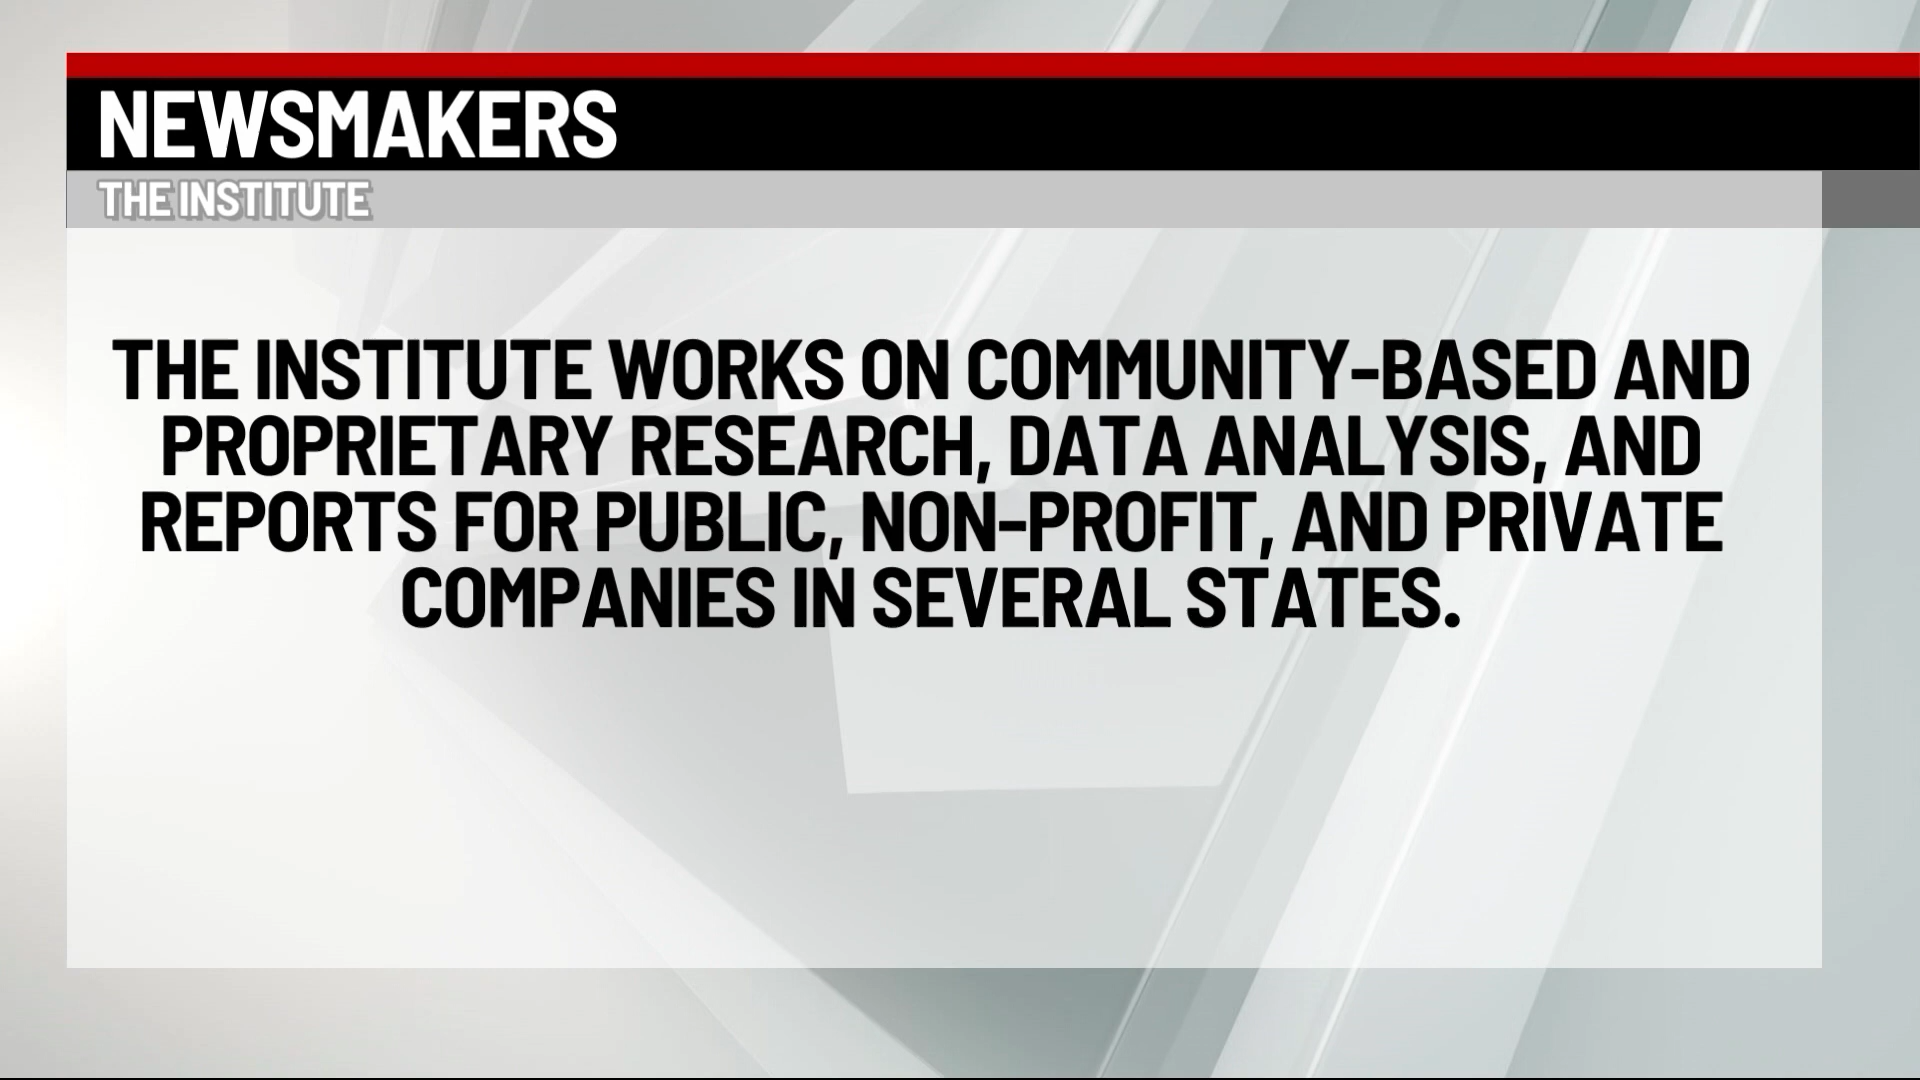 NEWSMAKERS
THE INSTITUTE
THE INSTITUTE WORKS ON COMMUNITY-BASED AND
PROPRIETARY RESEARCH, DATA ANALYSIS, AND
REPORTS FOR PUBLIC, NON-PROFIT, AND PRIVATE
COMPANIES IN SEVERAL STATES.